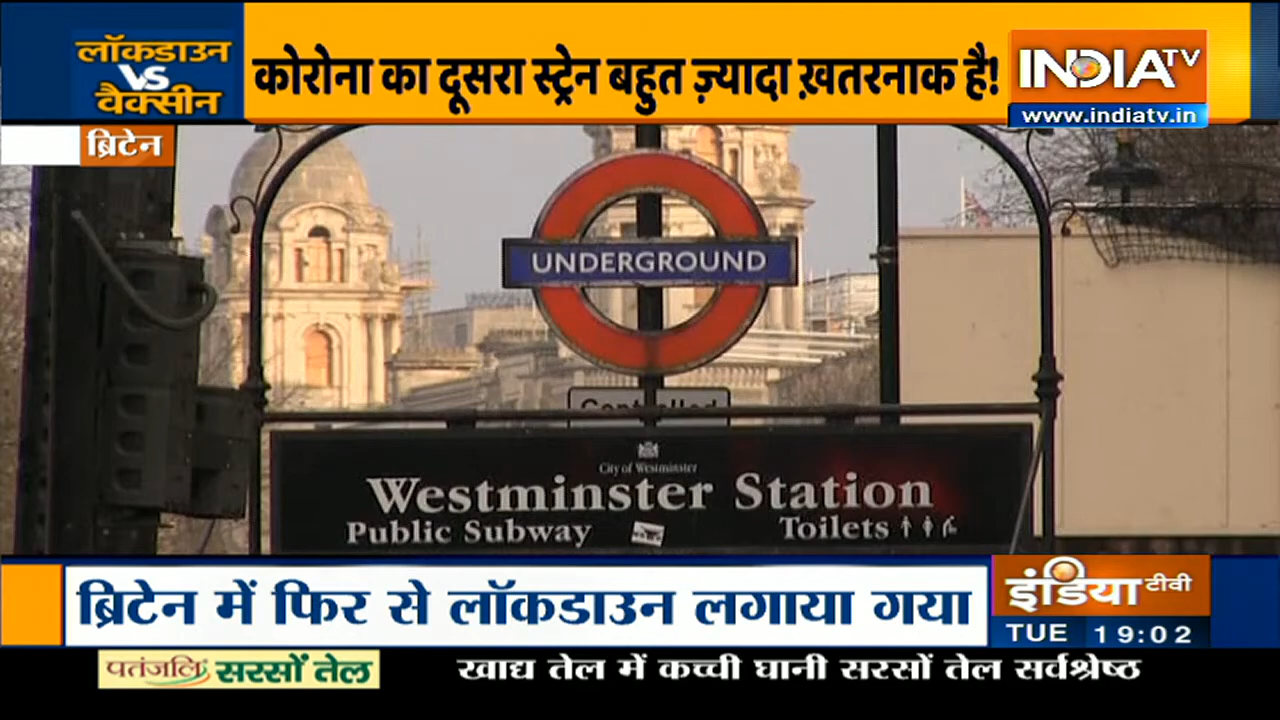 लॉकडाउन
VS
वैक्सीन
कोरोना का दूसरा स्ट्रेन बहुत ज़्यादा ख़तरनाक है!
INDIA TV
www.indiatv.in
ब्रिटेन
UNDERGROUND
Controlled
City of Westminster
Westminster Station
Public Subway
Toilets
ब्रिटेन में फिर से लॉकडाउन लगाया गया
इंडिया टीवी
TUE 19:02
पतंजलि सरसों तेल
खाद्य तेल में कच्ची घानी सरसों तेल सर्वश्रेष्ठ